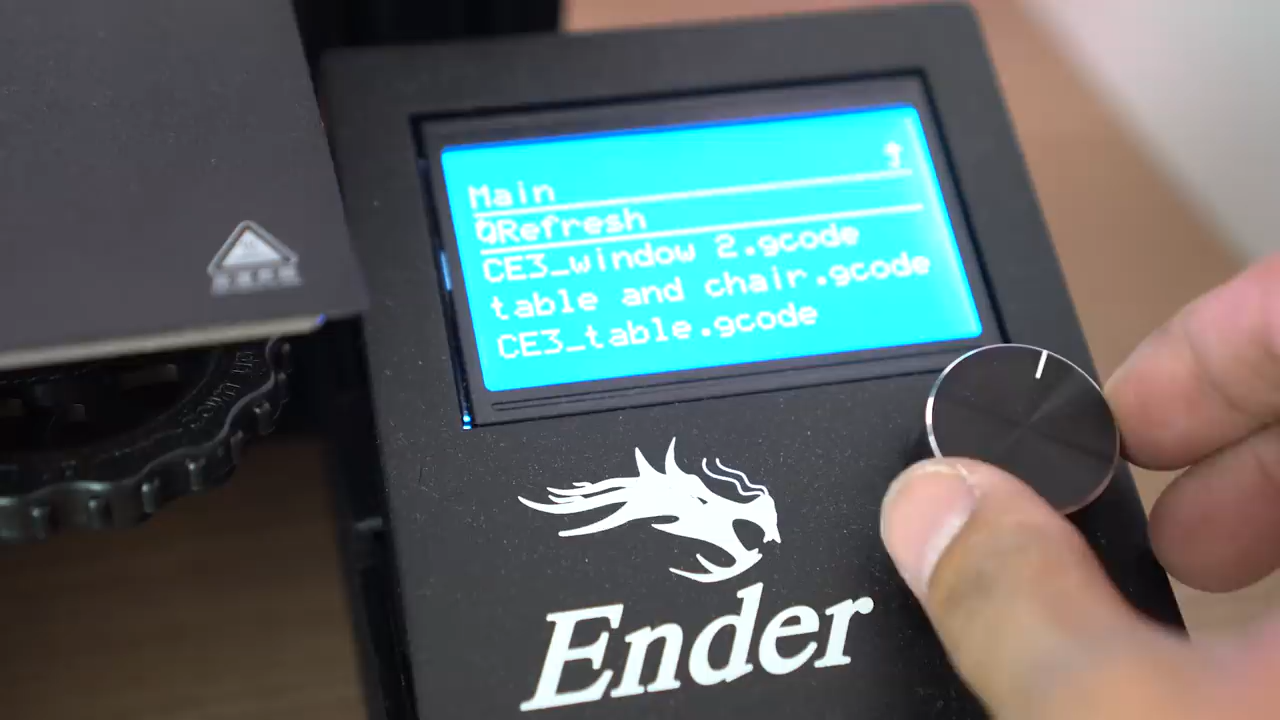 Main
Refresh
CE3_window 2.gcode
table and chair.gcode
CE3_table.gcode
Ender